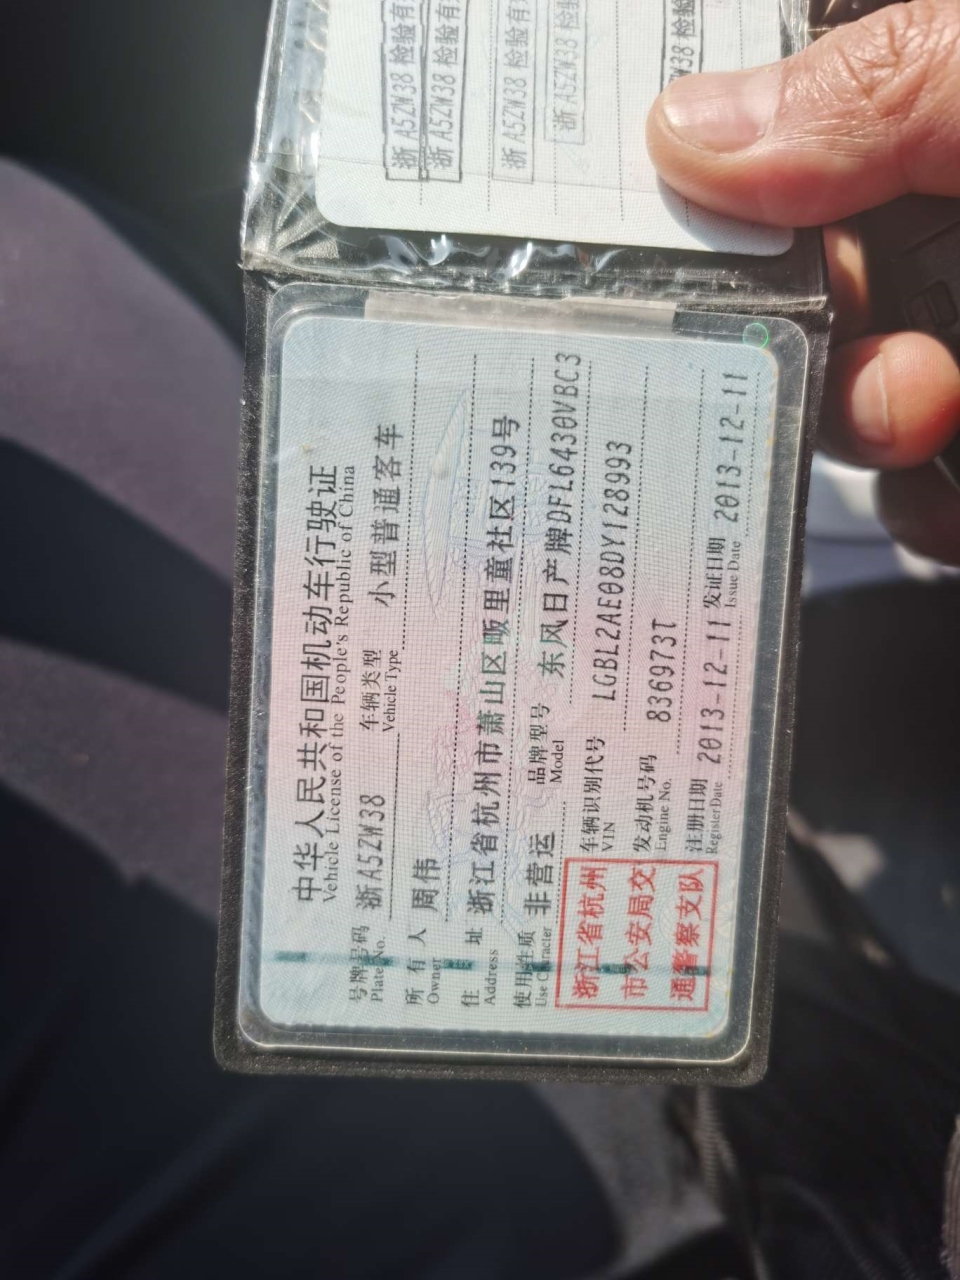 浙A5ZW38 检验有
浙A5ZW38 检验有
浙A5ZW38 检验有
浙A5ZW38 检验
W38 检验
中华人民共和国机动车行驶证
Vehicle License of the People's Republic of China
号牌号码 浙A5ZW38 车辆类型 小型普通客车
Plate No. Vehicle Type
所有人 周伟
Owner
住址 浙江省杭州市萧山区畈里童社区139号
Address
使用性质 非营运 品牌型号 东风日产牌DFL6430VBC3
Use Character Model
车辆识别代号 LGBL2AE08DY128993
VIN
发动机号码 836973T
Engine No.
注册日期 2013-12-11 发证日期 2013-12-11
Register Date Issue Date
浙江省杭州
市公安局交
通警察支队